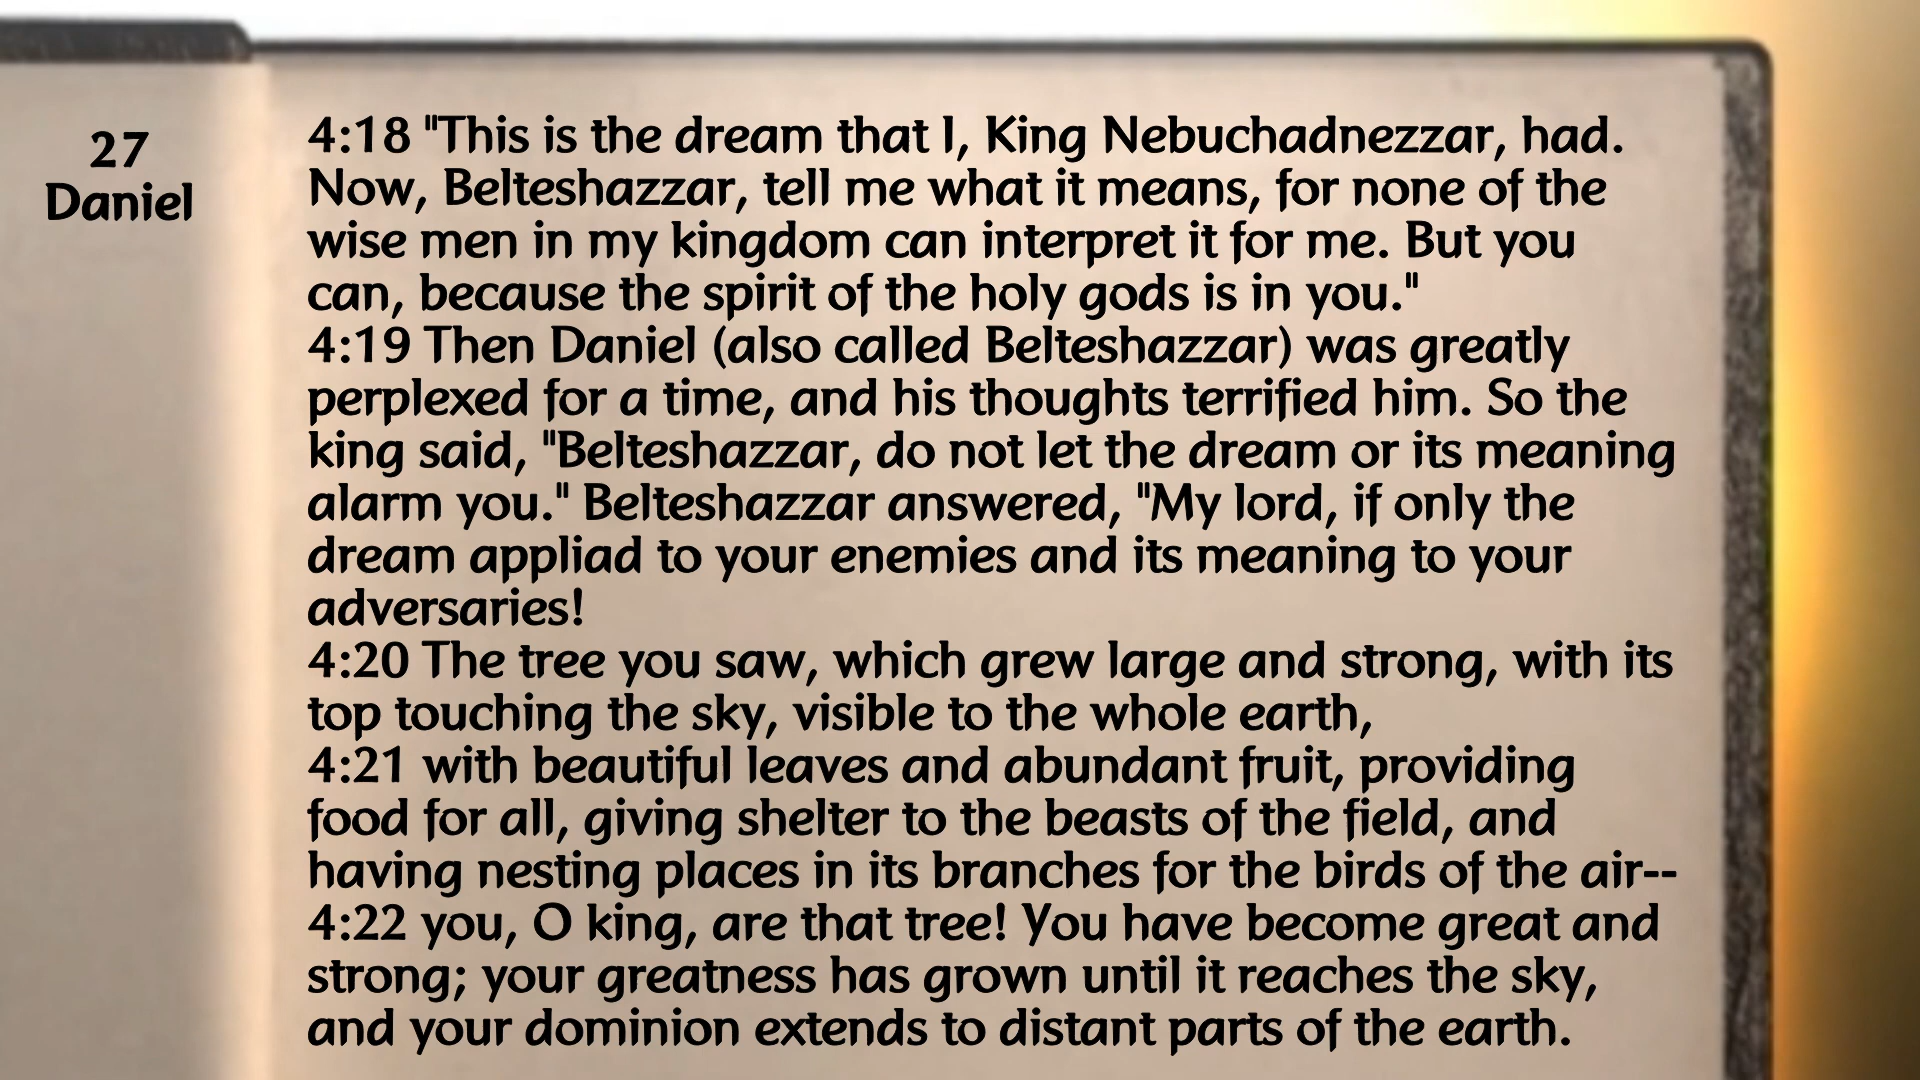 27
Daniel
4:18 "This is the dream that I, King Nebuchadnezzar, had.
Now, Belteshazzar, tell me what it means, for none of the
wise men in my kingdom can interpret it for me. But you
can, because the spirit of the holy gods is in you."
4:19 Then Daniel (also called Belteshazzar) was greatly
perplexed for a time, and his thoughts terrified him. So the
king said, "Belteshazzar, do not let the dream or its meaning
alarm you." Belteshazzar answered, "My lord, if only the
dream appliad to your enemies and its meaning to your
adversaries!
4:20 The tree you saw, which grew large and strong, with its
top touching the sky, visible to the whole earth,
4:21 with beautiful leaves and abundant fruit, providing
food for all, giving shelter to the beasts of the field, and
having nesting places in its branches for the birds of the air--
4:22 you, O king, are that tree! You have become great and
strong; your greatness has grown until it reaches the sky,
and your dominion extends to distant parts of the earth.